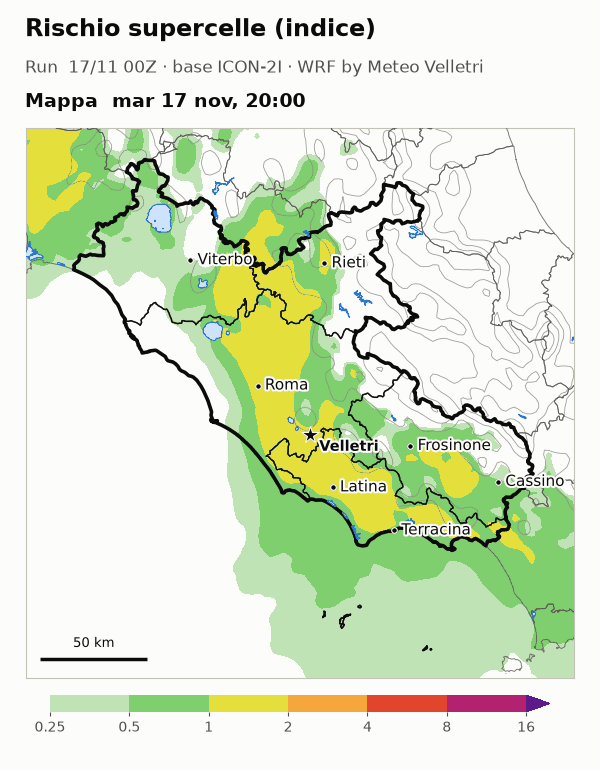 Rischio supercelle (indice)
Run  17/11 00Z · base ICON-2I · WRF by Meteo Velletri
Mappa  mar 17 nov, 20:00
Viterbo
Rieti
Roma
Velletri
Frosinone
Cassino
Latina
Terracina
50 km
0.25 0.5 1 2 4 8 16